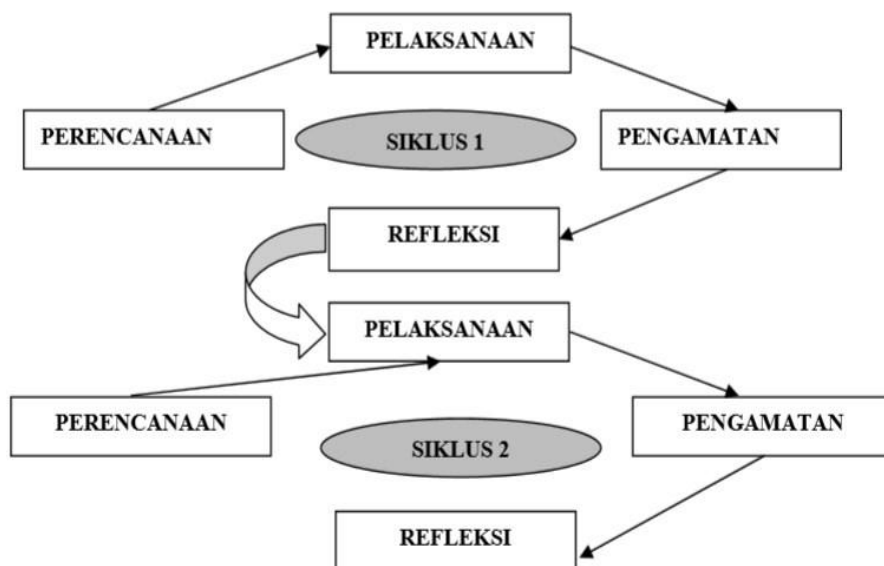 PELAKSANAAN
PERENCANAAN
SIKLUS 1
PENGAMATAN
REFLEKSI
PELAKSANAAN
PERENCANAAN
SIKLUS 2
PENGAMATAN
REFLEKSI